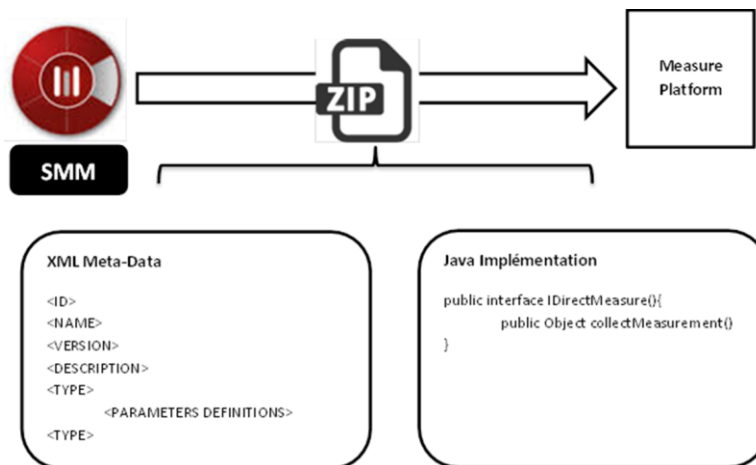 ZIP
Measure
Platform
SMM
XML Meta-Data
<ID>
<NAME>
<VERSION>
<DESCRIPTION>
<TYPE>
<PARAMETERS DEFINITIONS>
<TYPE>
Java Implémentation
public interface IDirectMeasure(){
public Object collectMeasurement()
}